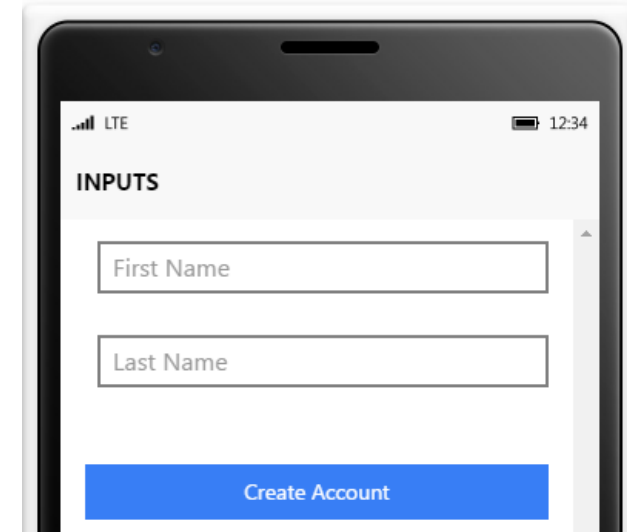 LTE 12:34
INPUTS
First Name
Last Name
Create Account